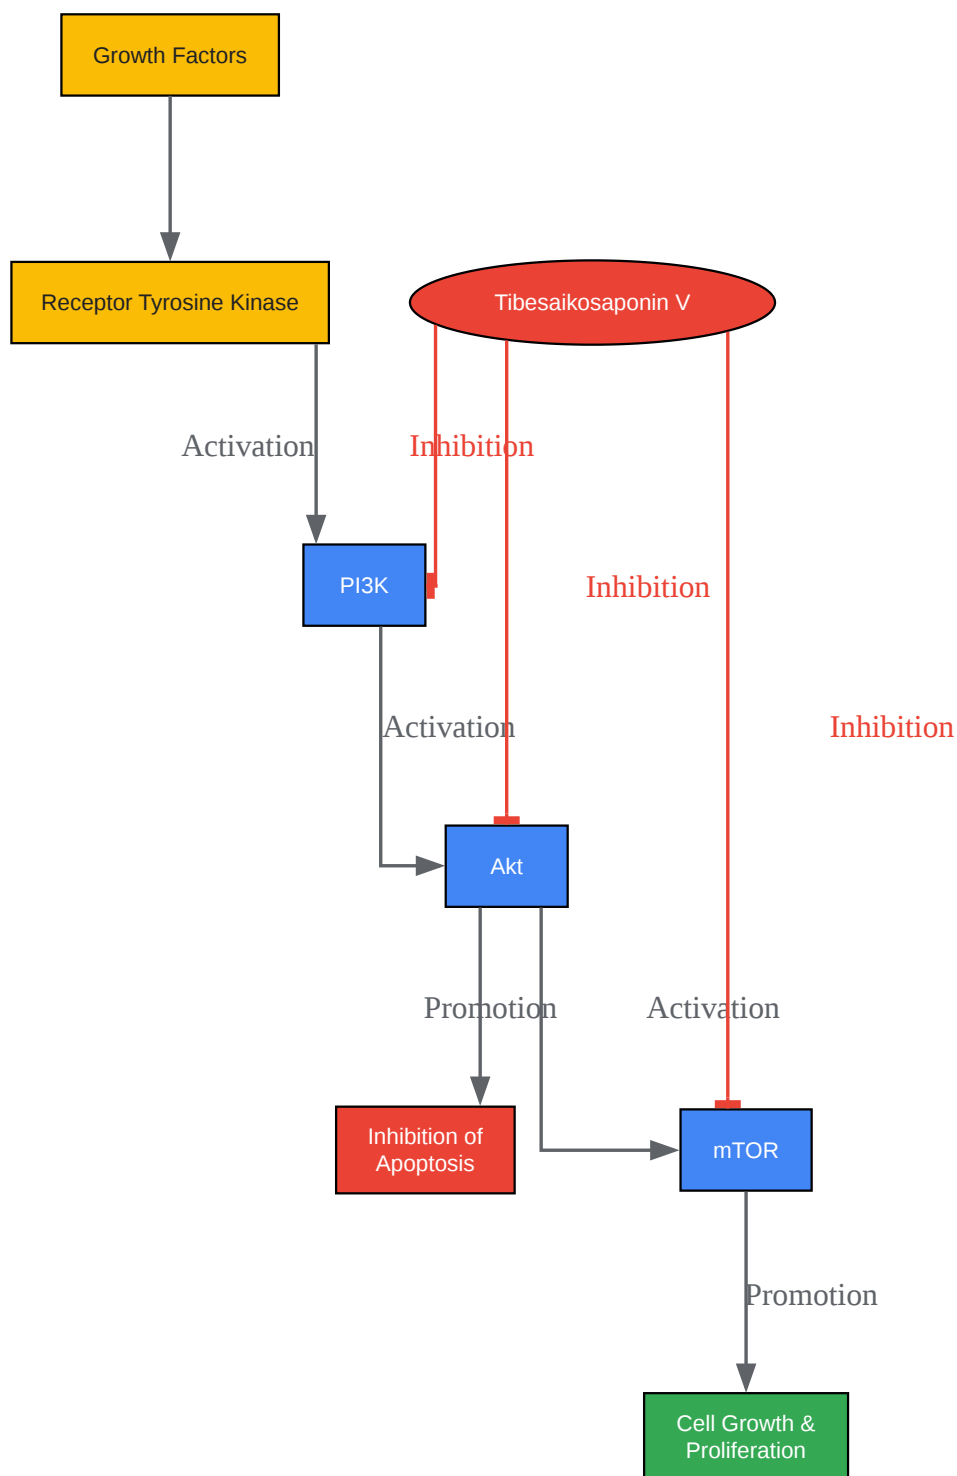 Growth Factors
Receptor Tyrosine Kinase
Tibesaikosaponin V
Activation
Inhibition
PI3K
Inhibition
Activation
Inhibition
Akt
Promotion
Activation
Inhibition of
Apoptosis
mTOR
Promotion
Cell Growth &
Proliferation